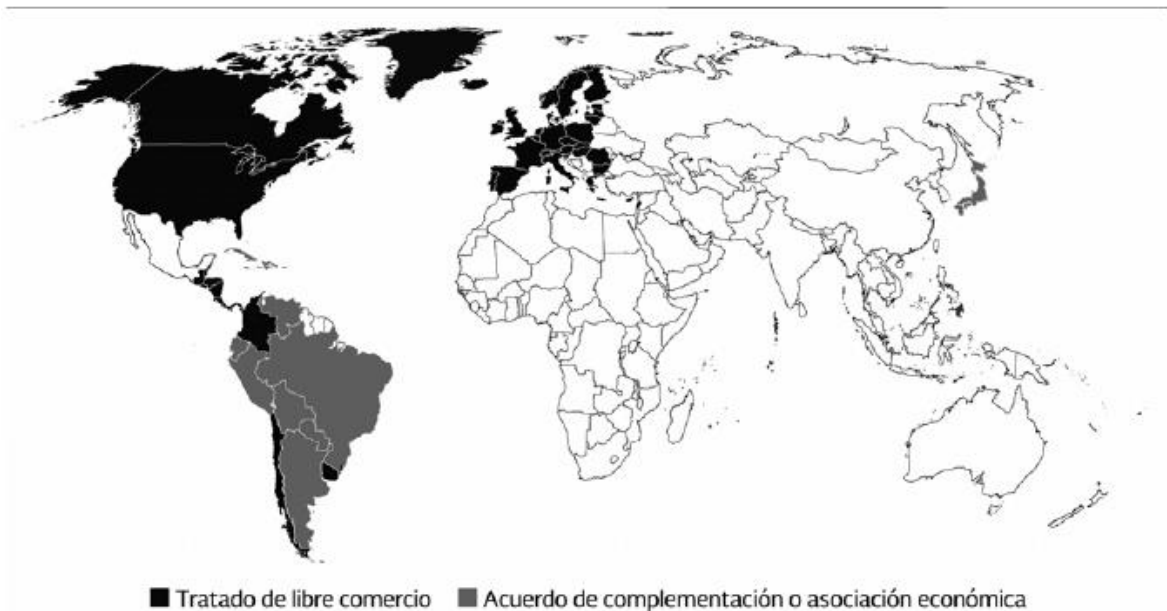 Tratado de libre comercio
Acuerdo de complementación o asociación económica